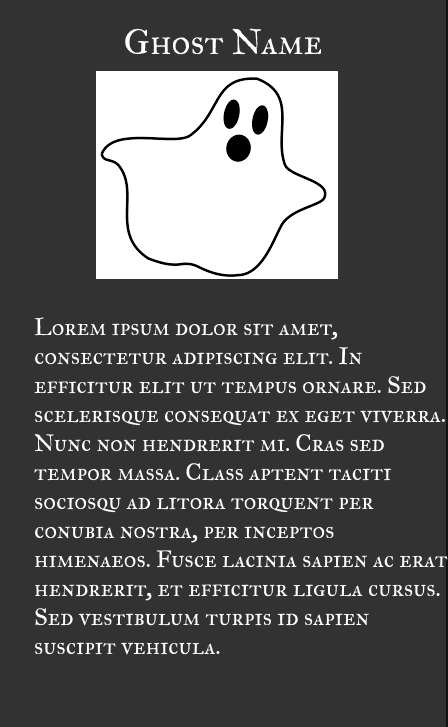 Ghost Name
Lorem ipsum dolor sit amet,
consectetur adipiscing elit. In
efficitur elit ut tempus ornare. Sed
scelerisque consequat ex eget viverra.
Nunc non hendrerit mi. Cras sed
tempor massa. Class aptent taciti
sociosqu ad litora torquent per
conubia nostra, per inceptos
himenaeos. Fusce lacinia sapien ac erat
hendrerit, et efficitur ligula cursus.
Sed vestibulum turpis id sapien
suscipit vehicula.